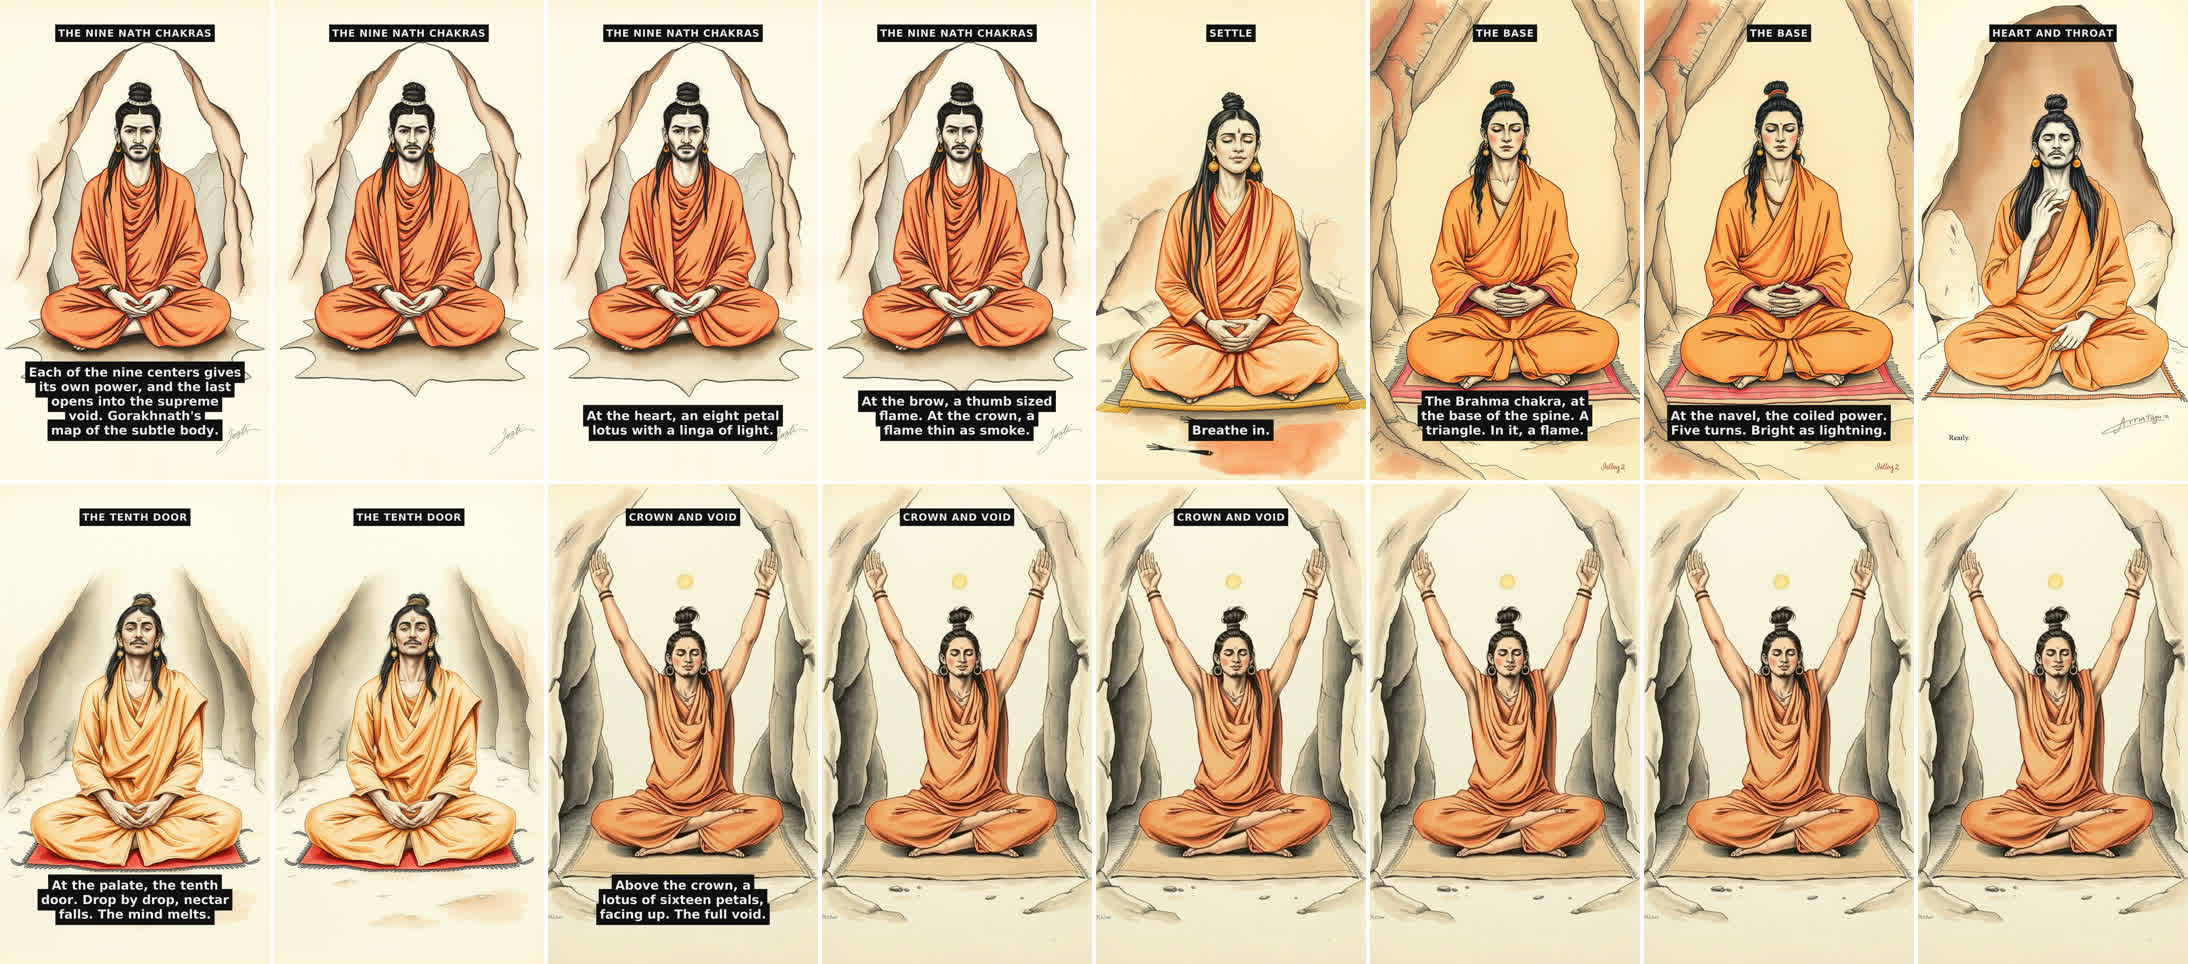 THE NINE NATH CHAKRAS
Each of the nine centers gives
its own power, and the last
opens into the supreme
void. Gorakhnath's
map of the subtle body.
THE NINE NATH CHAKRAS
THE NINE NATH CHAKRAS
At the heart, an eight petal
lotus with a linga of light.
THE NINE NATH CHAKRAS
At the brow, a thumb sized
flame. At the crown, a
flame thin as smoke.
SETTLE
Breathe in.
THE BASE
The Brahma chakra, at
the base of the spine. A
triangle. In it, a flame.
THE BASE
At the navel, the coiled power.
Five turns. Bright as lightning.
HEART AND THROAT
THE TENTH DOOR
At the palate, the tenth
door. Drop by drop, nectar
falls. The mind melts.
THE TENTH DOOR
CROWN AND VOID
Above the crown, a
lotus of sixteen petals,
facing up. The full void.
CROWN AND VOID
CROWN AND VOID